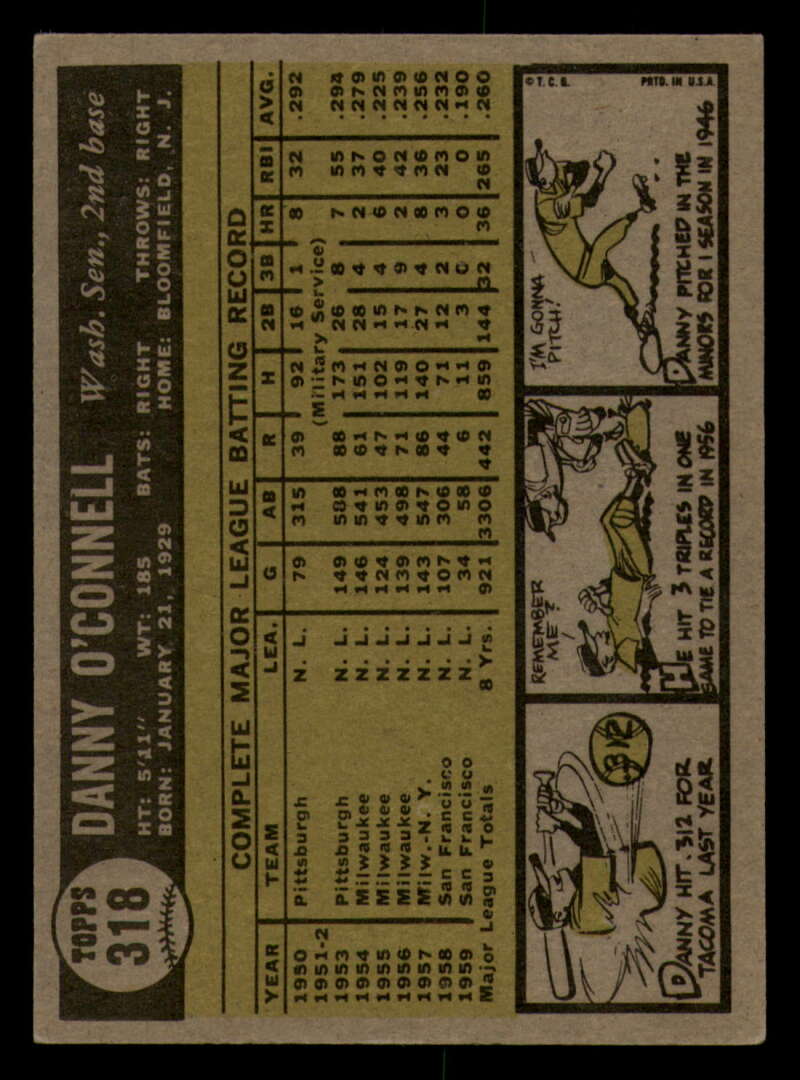 TOPPS
318
DANNY O'CONNELL Wash. Sen., 2nd base
HT: 5'11" WT: 185 BATS: RIGHT THROWS: RIGHT
BORN: JANUARY 21, 1929 HOME: BLOOMFIELD, N. J.
COMPLETE MAJOR LEAGUE BATTING RECORD
YEAR TEAM LEA. G AB R H 2B 3B HR RBI AVG.
1950 Pittsburgh N. L. 79 315 39 92 16 1 8 32 .292
1951-2 (Military Service)
1953 Pittsburgh N. L. 149 588 88 173 26 8 7 55 .294
1954 Milwaukee N. L. 146 541 61 151 28 4 2 37 .279
1955 Milwaukee N. L. 124 453 47 102 15 4 6 40 .225
1956 Milwaukee N. L. 139 498 71 119 17 9 2 42 .239
1957 Milw.-N. Y. N. L. 143 547 86 140 27 4 8 36 .256
1958 San Francisco N. L. 107 306 44 71 12 2 3 23 .232
1959 San Francisco N. L. 34 58 6 11 3 0 0 0 .190
Major League Totals 8 Yrs. 921 3306 442 859 144 32 36 265 .260
.312
DANNY HIT .312 FOR
TACOMA LAST YEAR
REMEMBER
ME?
HE HIT 3 TRIPLES IN ONE
GAME TO TIE A RECORD IN 1956
© T. C. G. PRTD. IN U.S.A.
I'M GONNA
PITCH!
DANNY PITCHED IN THE
MINORS FOR 1 SEASON IN 1946